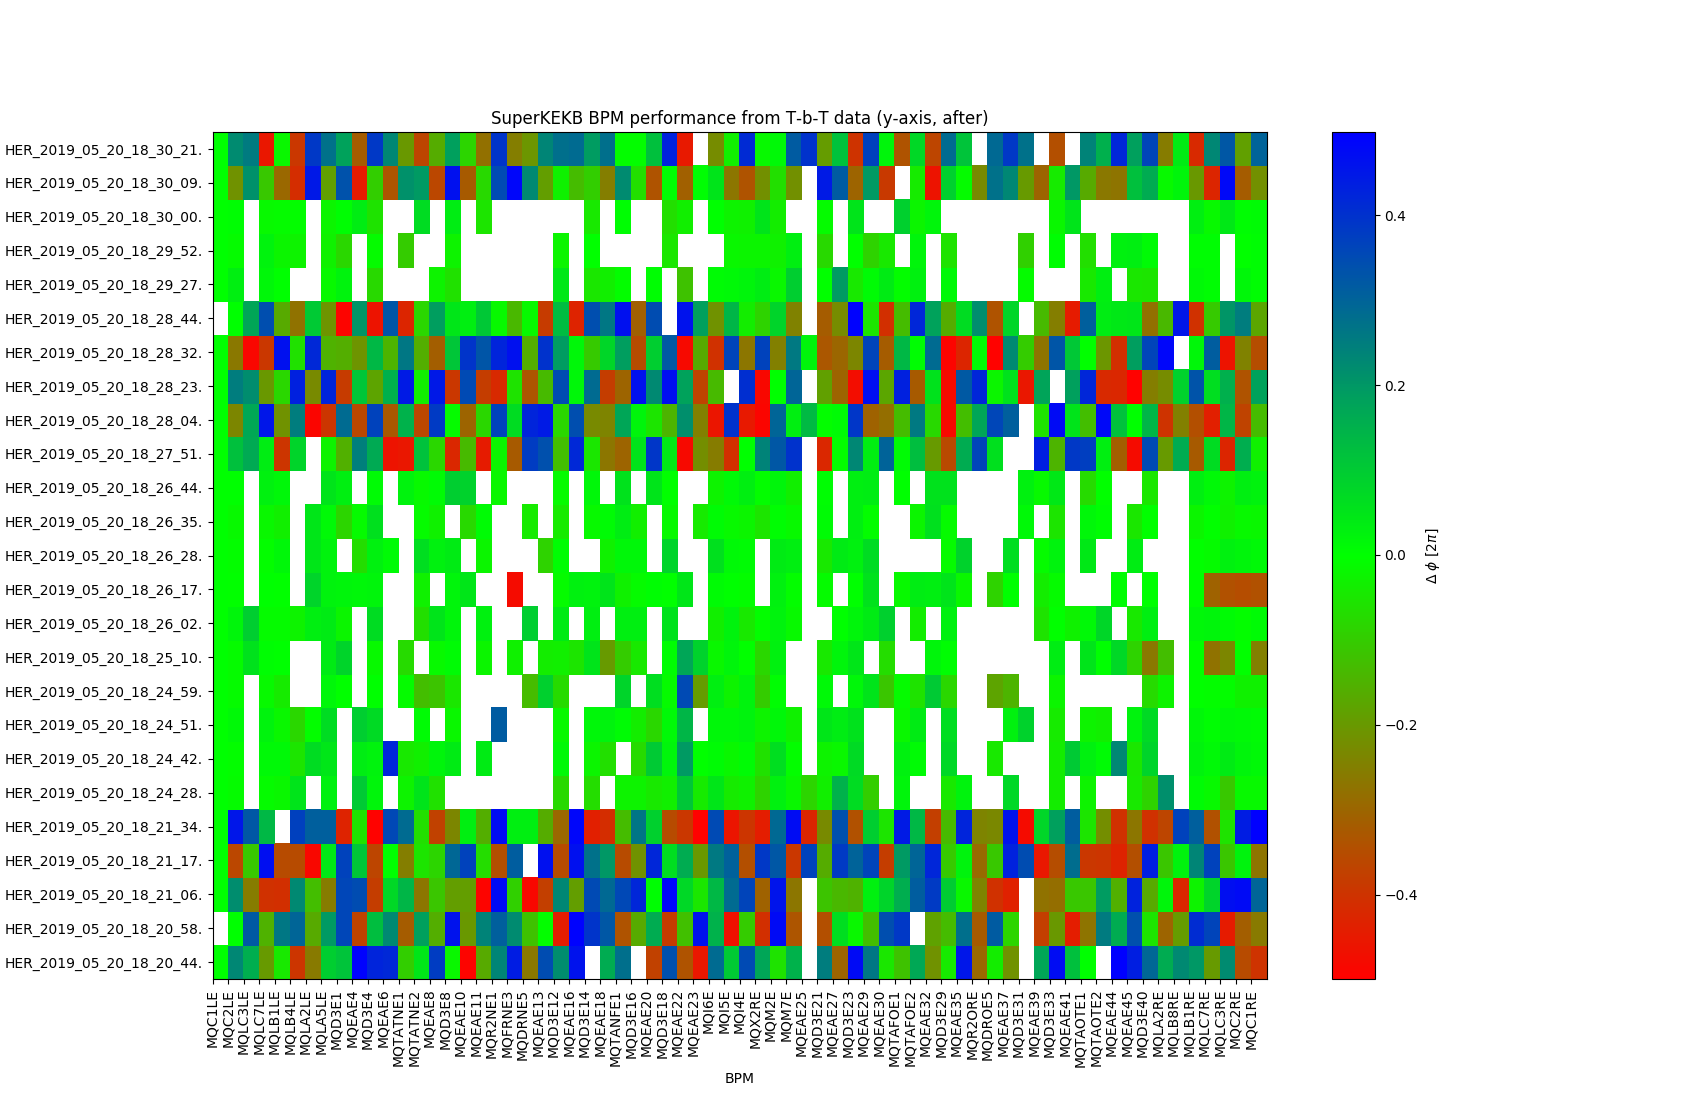 SuperKEKB BPM performance from T-b-T data (y-axis, after)
HER_2019_05_20_18_30_21.
HER_2019_05_20_18_30_09.
HER_2019_05_20_18_30_00.
HER_2019_05_20_18_29_52.
HER_2019_05_20_18_29_27.
HER_2019_05_20_18_28_44.
HER_2019_05_20_18_28_32.
HER_2019_05_20_18_28_23.
HER_2019_05_20_18_28_04.
HER_2019_05_20_18_27_51.
HER_2019_05_20_18_26_44.
HER_2019_05_20_18_26_35.
HER_2019_05_20_18_26_28.
HER_2019_05_20_18_26_17.
HER_2019_05_20_18_26_02.
HER_2019_05_20_18_25_10.
HER_2019_05_20_18_24_59.
HER_2019_05_20_18_24_51.
HER_2019_05_20_18_24_42.
HER_2019_05_20_18_24_28.
HER_2019_05_20_18_21_34.
HER_2019_05_20_18_21_17.
HER_2019_05_20_18_21_06.
HER_2019_05_20_18_20_58.
HER_2019_05_20_18_20_44.
MQC1LE
MQC2LE
MQLC3LE
MQLC7LE
MQLB1LE
MQLB4LE
MQLA2LE
MQLA5LE
MQD3E1
MQEAE4
MQD3E4
MQEAE6
MQTATNE1
MQTATNE2
MQEAE8
MQD3E8
MQEAE10
MQEAE11
MQR2NE1
MQFRNE3
MQDRNE5
MQEAE13
MQD3E12
MQEAE16
MQD3E14
MQEAE18
MQTANFE1
MQD3E16
MQEAE20
MQD3E18
MQEAE22
MQEAE23
MQI6E
MQI5E
MQI4E
MQX2RE
MQM2E
MQM7E
MQEAE25
MQD3E21
MQEAE27
MQD3E23
MQEAE29
MQEAE30
MQTAFOE1
MQTAFOE2
MQEAE32
MQD3E29
MQEAE35
MQR2ORE
MQDROE5
MQEAE37
MQD3E31
MQEAE39
MQD3E33
MQEAE41
MQTAOTE1
MQTAOTE2
MQEAE44
MQEAE45
MQD3E40
MQLA2RE
MQLB8RE
MQLB1RE
MQLC7RE
MQLC3RE
MQC2RE
MQC1RE
BPM
0.4
0.2
0.0
−0.2
−0.4
Δ ϕ [2π]